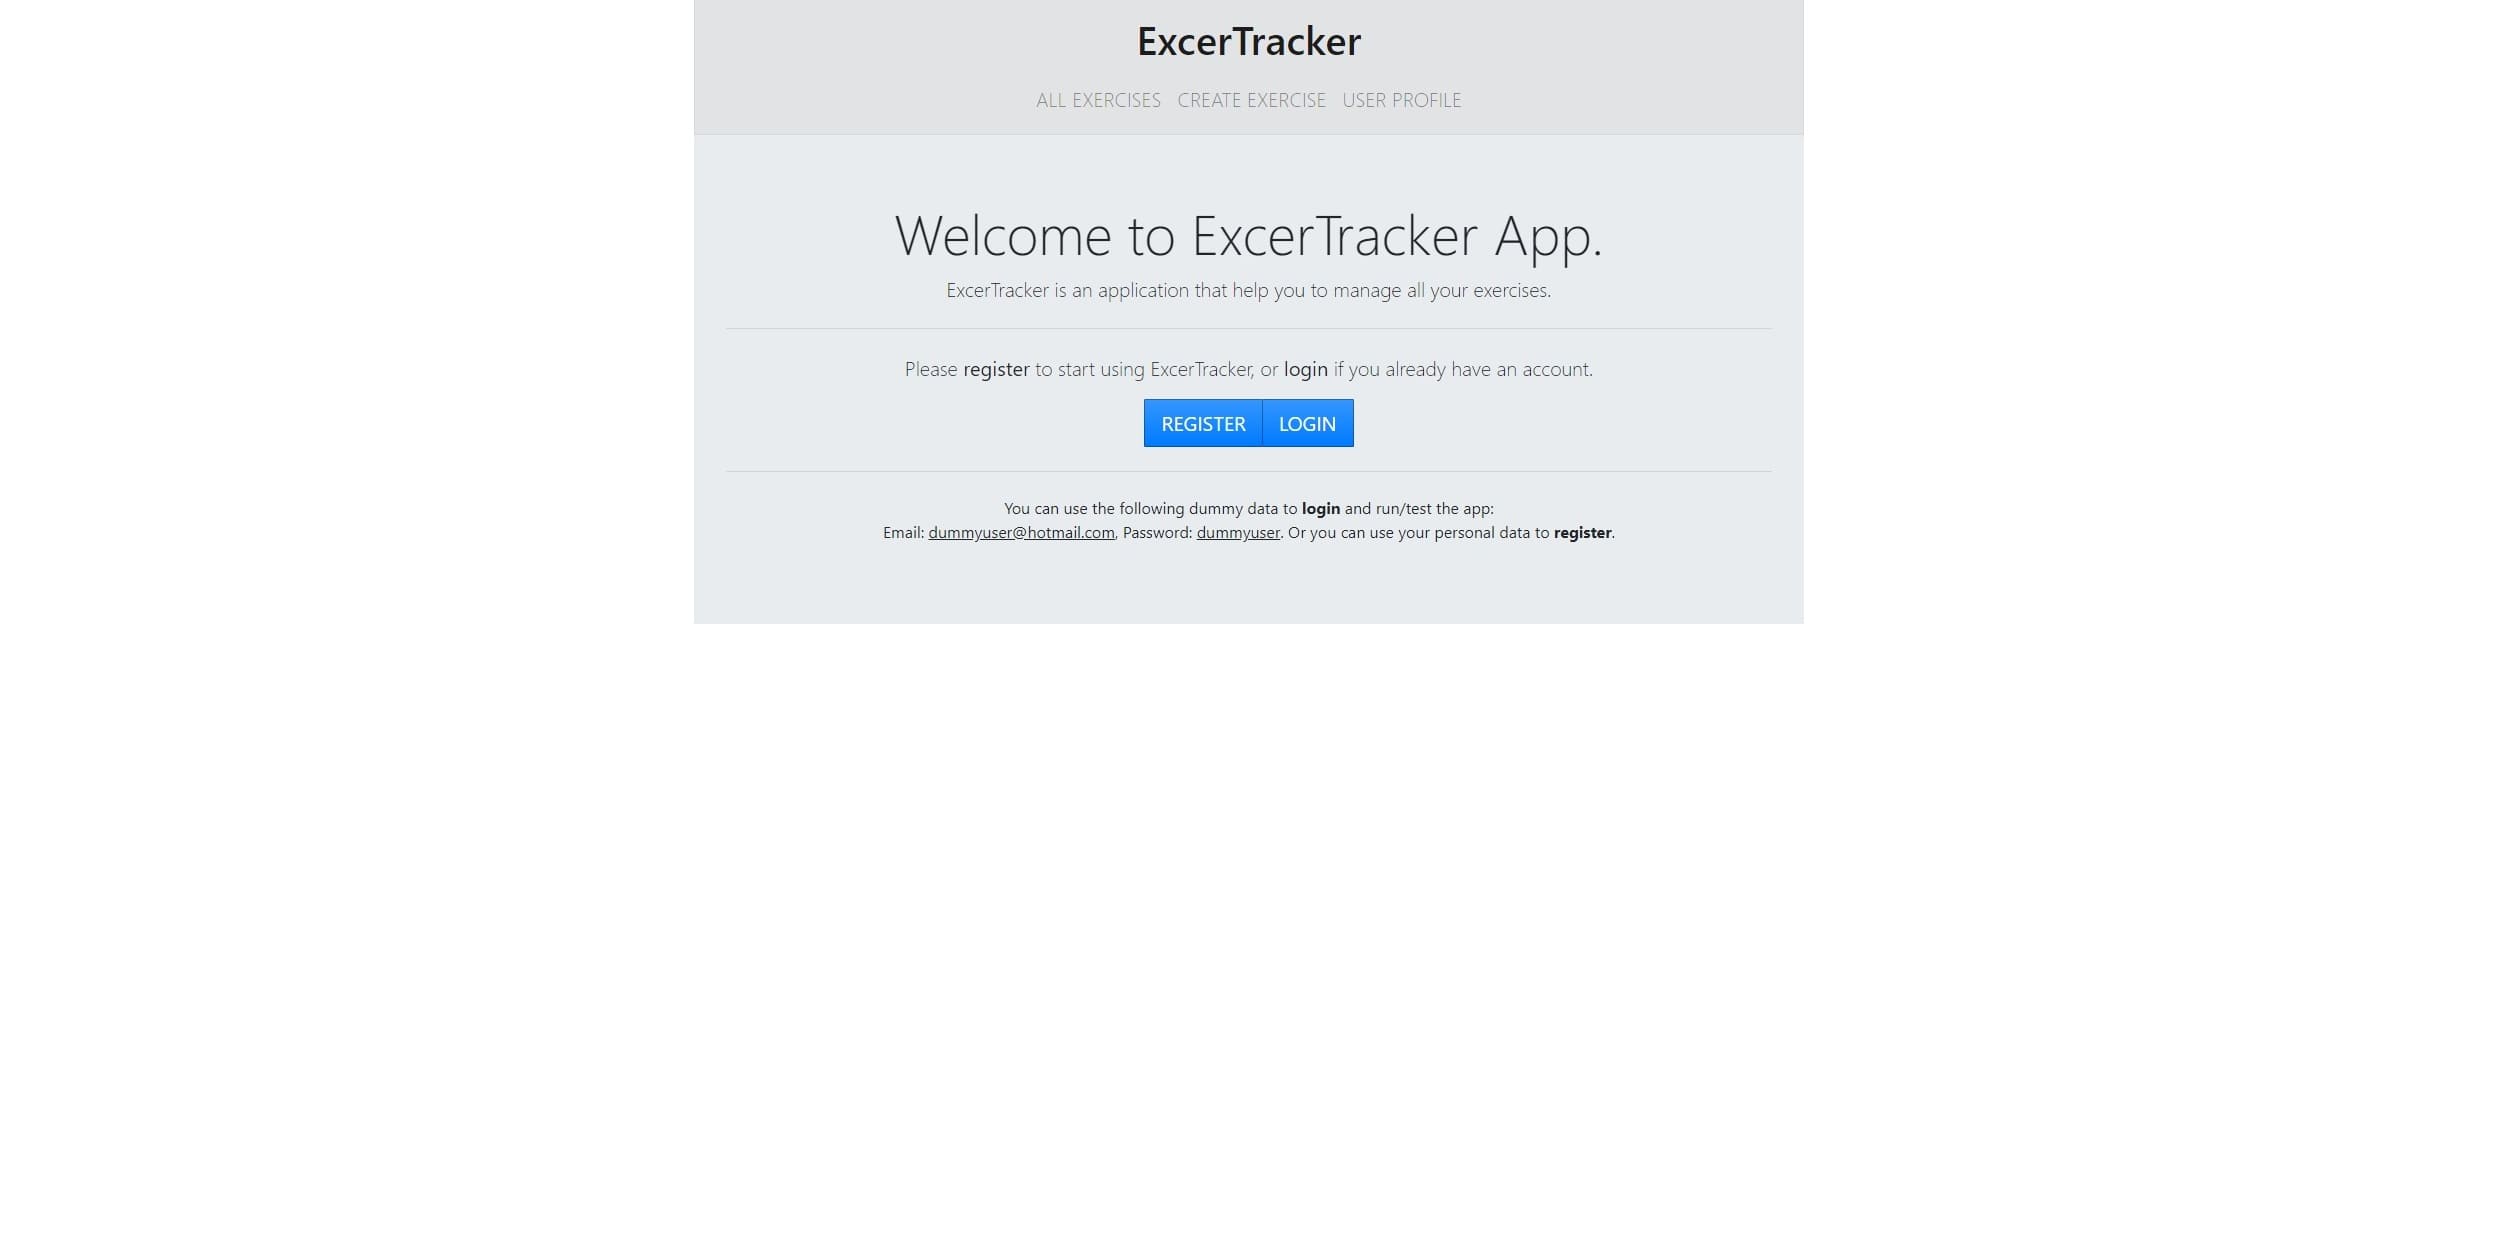 ExcerTracker
ALL EXERCISES CREATE EXERCISE USER PROFILE
Welcome to ExcerTracker App.
ExcerTracker is an application that help you to manage all your exercises.
Please register to start using ExcerTracker, or login if you already have an account.
REGISTER LOGIN
You can use the following dummy data to login and run/test the app:
Email: dummyuser@hotmail.com, Password: dummyuser. Or you can use your personal data to register.